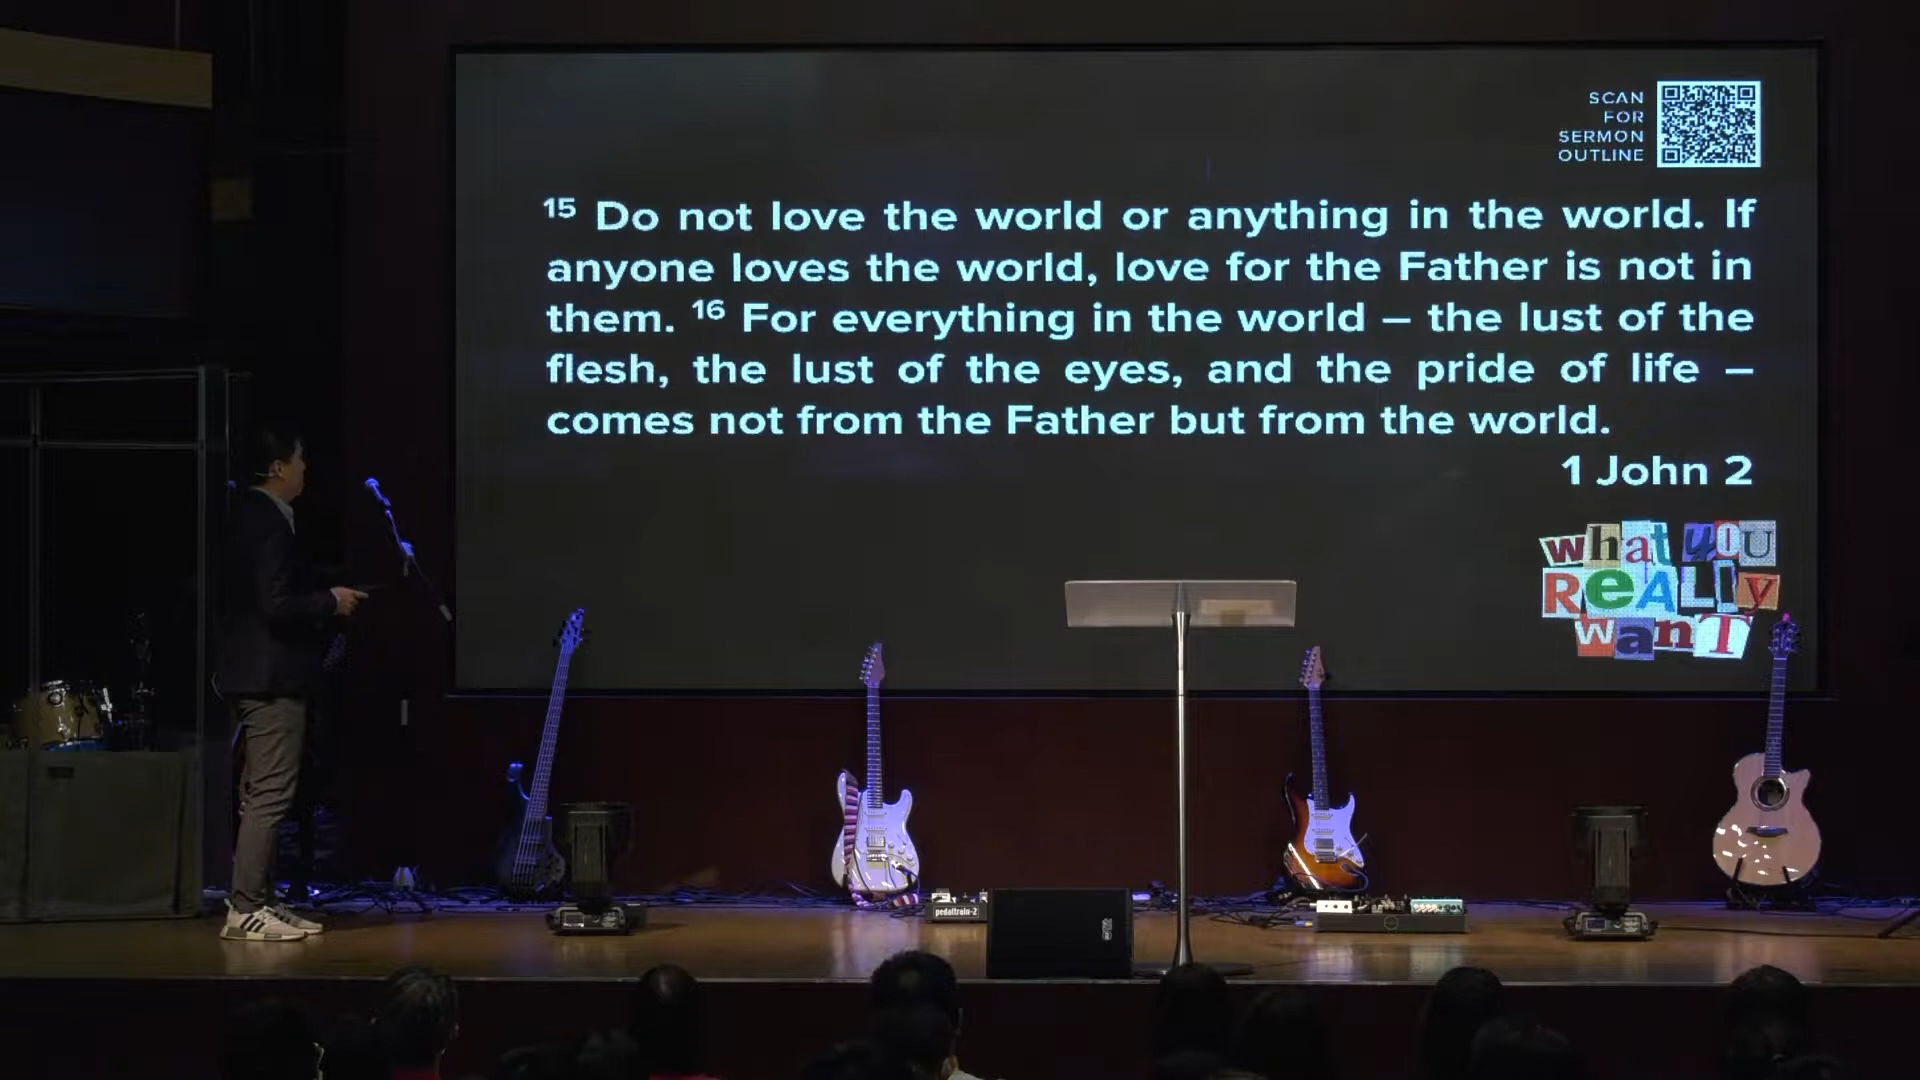 SCAN
FOR
SERMON
OUTLINE
15 Do not love the world or anything in the world. If
anyone loves the world, love for the Father is not in
them. 16 For everything in the world – the lust of the
flesh, the lust of the eyes, and the pride of life –
comes not from the Father but from the world.
1 John 2
what you
ReALLy
wanT
pedaltrain-2